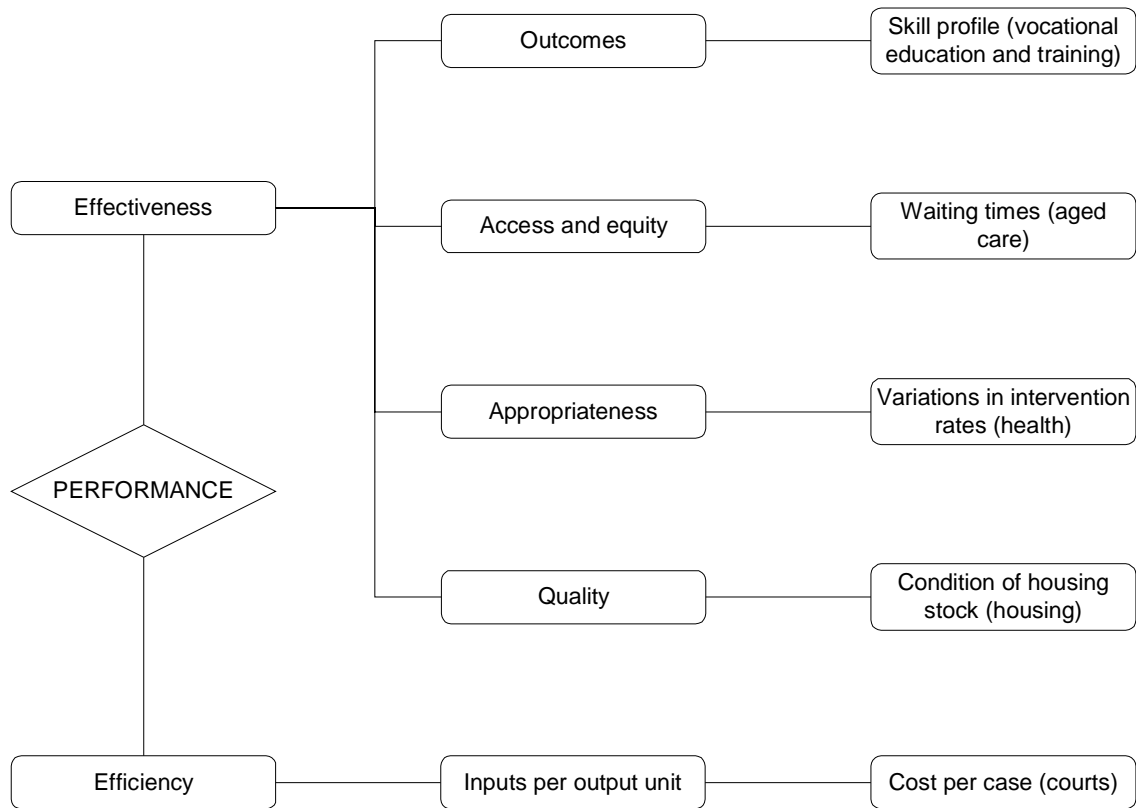 Outcomes
Skill profile (vocational
education and training)
Effectiveness
Access and equity
Waiting times (aged
care)
Appropriateness
Variations in intervention
rates (health)
PERFORMANCE
Quality
Condition of housing
stock (housing)
Efficiency
Inputs per output unit
Cost per case (courts)